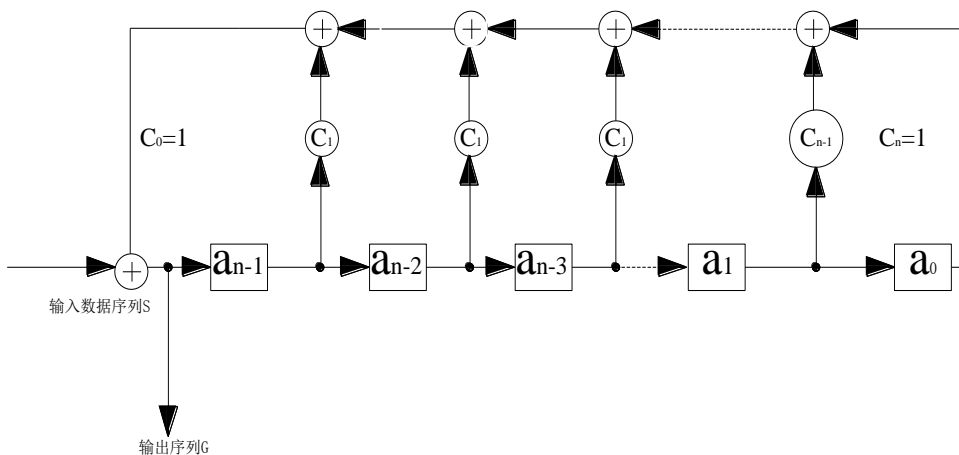 + + + +
C₀=1 C₁ C₁ C₁ Cₙ₋₁ Cₙ=1
+ aₙ₋₁ aₙ₋₂ aₙ₋₃ a₁ a₀
输入数据序列S
输出序列G